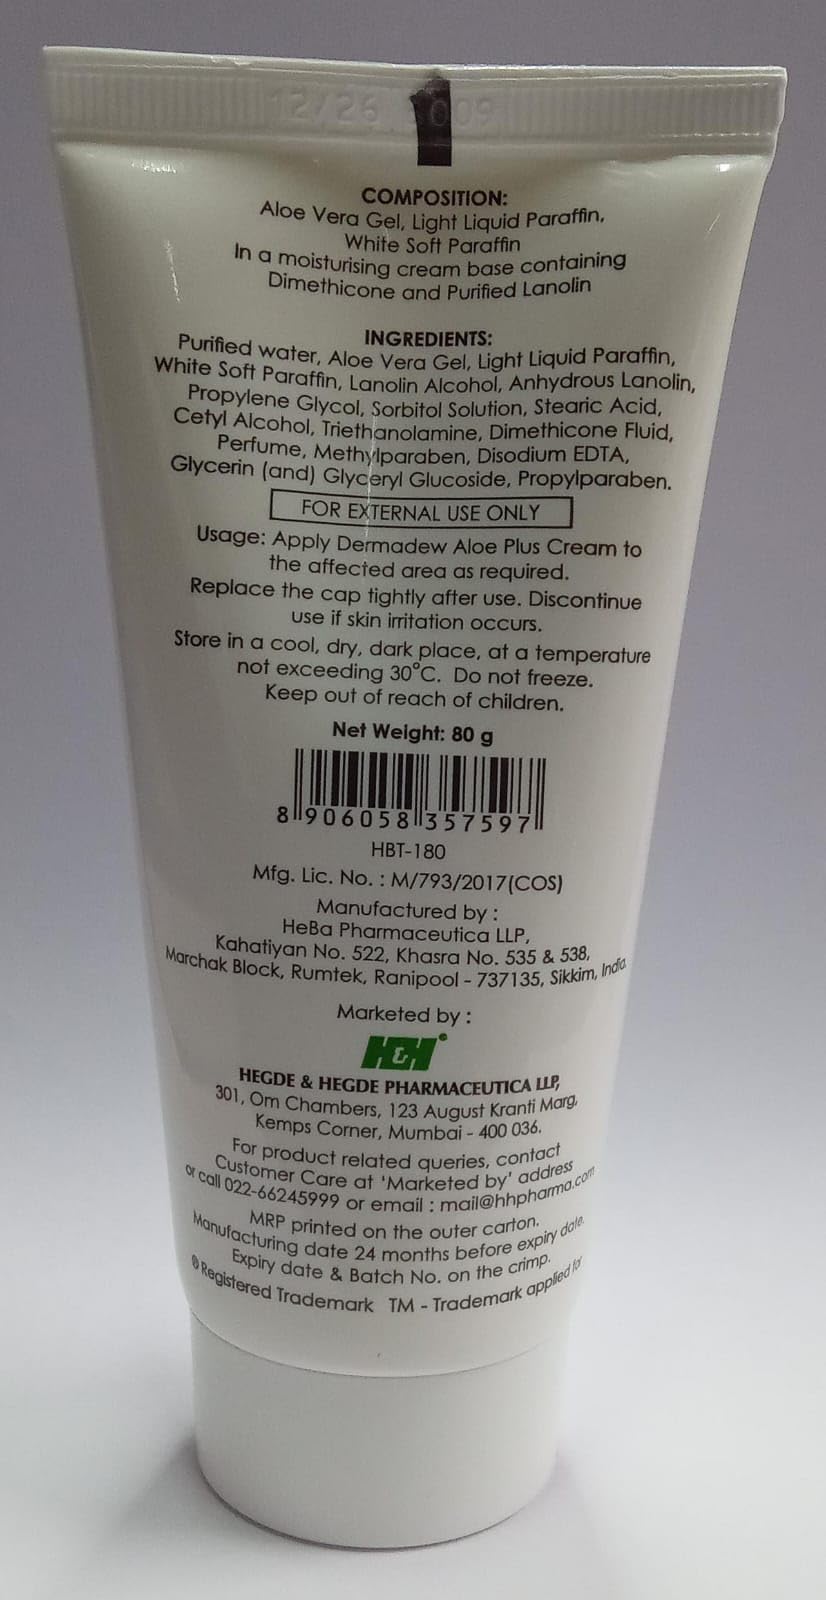 12/26
COMPOSITION:
Aloe Vera Gel, Light Liquid Paraffin,
White Soft Paraffin
In a moisturising cream base containing
Dimethicone and Purified Lanolin
INGREDIENTS:
Purified water, Aloe Vera Gel, Light Liquid Paraffin,
White Soft Paraffin, Lanolin Alcohol, Anhydrous Lanolin,
Propylene Glycol, Sorbitol Solution, Stearic Acid,
Cetyl Alcohol, Triethanolamine, Dimethicone Fluid,
Perfume, Methylparaben, Disodium EDTA,
Glycerin (and) Glyceryl Glucoside, Propylparaben.
FOR EXTERNAL USE ONLY
Usage: Apply Dermadew Aloe Plus Cream to
the affected area as required.
Replace the cap tightly after use. Discontinue
use if skin irritation occurs.
Store in a cool, dry, dark place, at a temperature
not exceeding 30°C. Do not freeze.
Keep out of reach of children.
Net Weight: 80 g
8 906058 357597
HBT-180
Mfg. Lic. No. : M/793/2017(COS)
Manufactured by :
HeBa Pharmaceutica LLP,
Kahatiyan No. 522, Khasra No. 535 & 538,
Marchak Block, Rumtek, Ranipool - 737135, Sikkim, India.
Marketed by :
H&H
HEGDE & HEGDE PHARMACEUTICA LLP,
301, Om Chambers, 123 August Kranti Marg,
Kemps Corner, Mumbai - 400 036.
For product related queries, contact
Customer Care at 'Marketed by' address
or call 022-66245999 or email : mail@hhpharma.com
MRP printed on the outer carton.
Manufacturing date 24 months before expiry date.
Expiry date & Batch No. on the crimp.
® Registered Trademark TM - Trademark applied for